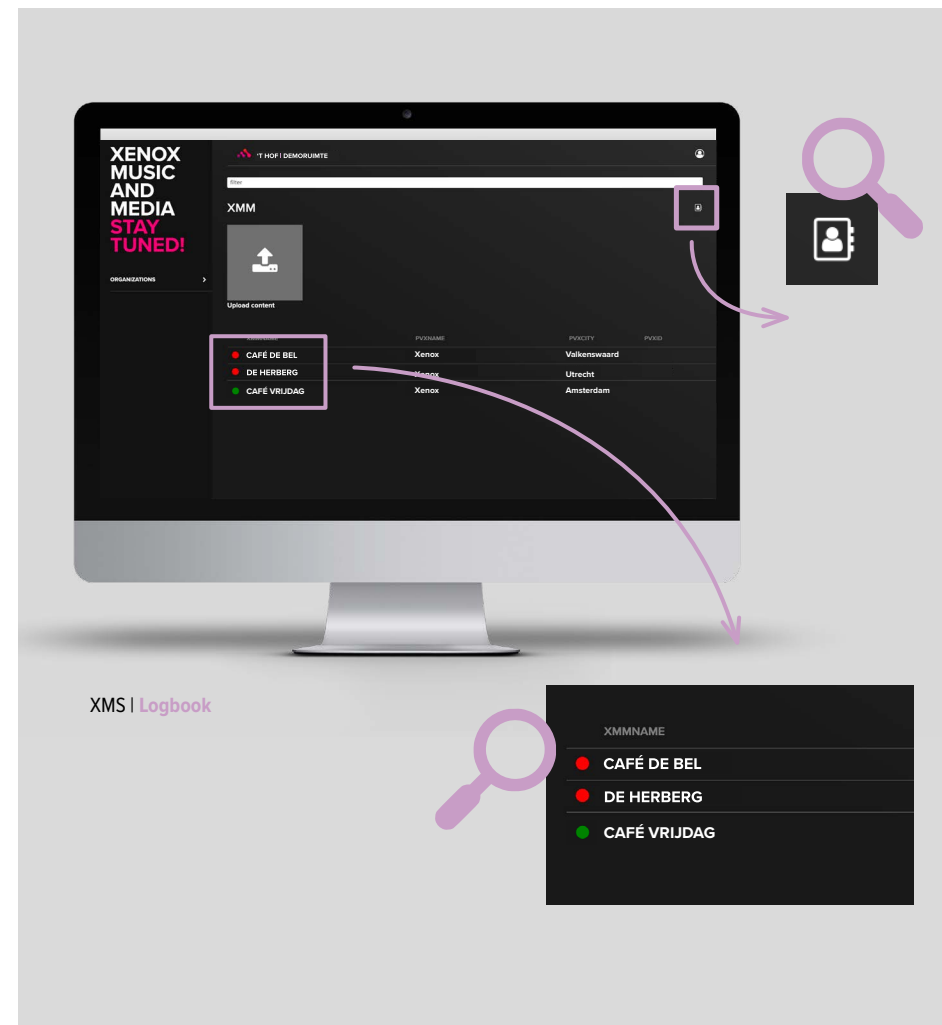 XENOX
MUSIC
AND
MEDIA
STAY
TUNED!
ORGANIZATIONS
'T HOF | DEMORUIMTE
filter
XMM
Upload content
XMMNAME PVXNAME PVXCITY PVXID
CAFÉ DE BEL Xenox Valkenswaard
DE HERBERG Xenox Utrecht
CAFÉ VRIJDAG Xenox Amsterdam
XMS | Logbook
XMMNAME
CAFÉ DE BEL
DE HERBERG
CAFÉ VRIJDAG